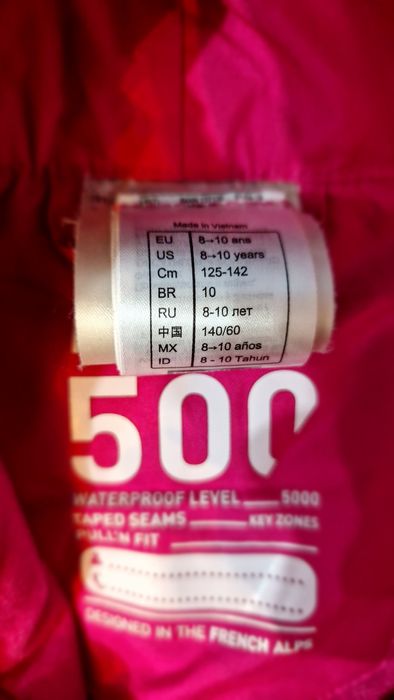 Made in Vietnam
EU 8→10 ans
US 8→10 years
Cm 125-142
BR 10
RU 8-10 лет
中国 140/60
MX 8→10 años
ID 8 - 10 Tahun
500
WATERPROOF LEVEL 5000
TAPED SEAMS KEY ZONES
PULL'N FIT
DESIGNED IN THE FRENCH ALPS